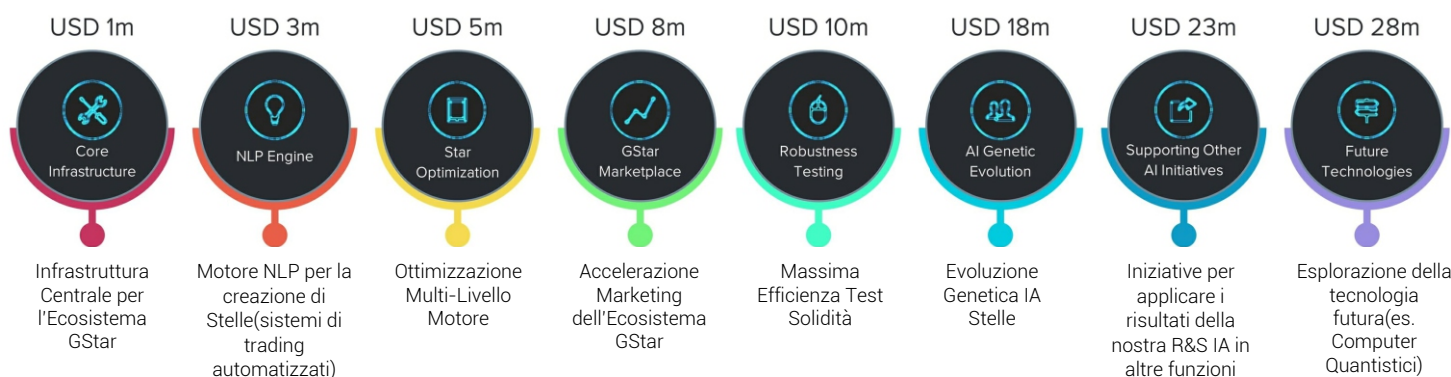 USD 1m
Core
Infrastructure
Infrastruttura
Centrale per
l'Ecosistema
GStar
USD 3m
NLP Engine
Motore NLP per la
creazione di
Stelle(sistemi di
trading
automatizzati)
USD 5m
Star
Optimization
Ottimizzazione
Multi-Livello
Motore
USD 8m
GStar
Marketplace
Accelerazione
Marketing
dell'Ecosistema
GStar
USD 10m
Robustness
Testing
Massima
Efficienza Test
Solidità
USD 18m
AI Genetic
Evolution
Evoluzione
Genetica IA
Stelle
USD 23m
Supporting Other
AI Initiatives
Iniziative per
applicare i
risultati della
nostra R&S IA in
altre funzioni
USD 28m
Future
Technologies
Esplorazione della
tecnologia
futura(es.
Computer
Quantistici)